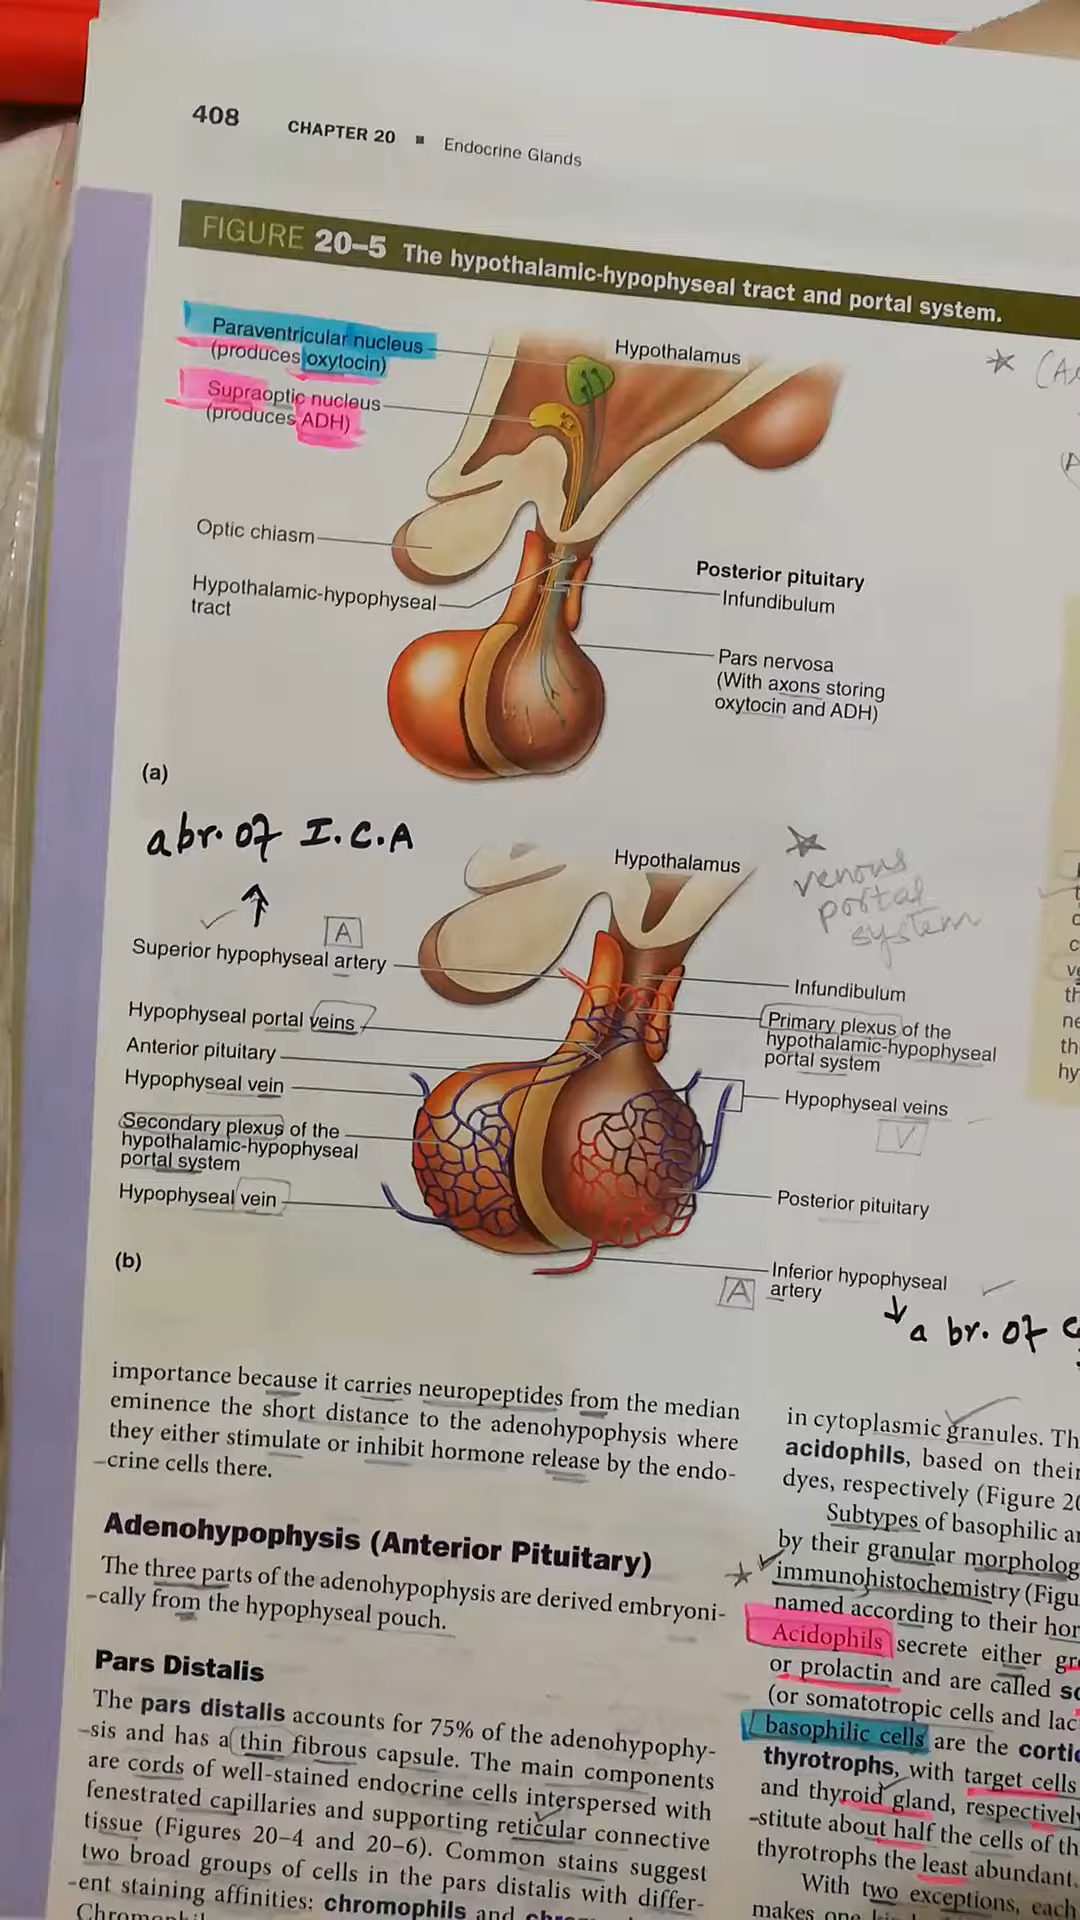 408 CHAPTER 20 ■ Endocrine Glands
FIGURE 20–5 The hypothalamic-hypophyseal tract and portal system.
Paraventricular nucleus
(produces oxytocin)
Supraoptic nucleus
(produces ADH)
Optic chiasm
Hypothalamic-hypophyseal
tract
Hypothalamus
Posterior pituitary
Infundibulum
Pars nervosa
(With axons storing
oxytocin and ADH)
(a)
a br. of I.C.A
A
Superior hypophyseal artery
Hypophyseal portal veins
Anterior pituitary
Hypophyseal vein
Secondary plexus of the
hypothalamic-hypophyseal
portal system
Hypophyseal vein
(b)
Hypothalamus
venous
portal
system
Infundibulum
Primary plexus of the
hypothalamic-hypophyseal
portal system
Hypophyseal veins
V
Posterior pituitary
Inferior hypophyseal
artery
A
a br. of
importance because it carries neuropeptides from the median
eminence the short distance to the adenohypophysis where
they either stimulate or inhibit hormone release by the endo-
crine cells there.
Adenohypophysis (Anterior Pituitary)
The three parts of the adenohypophysis are derived embryoni-
cally from the hypophyseal pouch.
Pars Distalis
The pars distalis accounts for 75% of the adenohypophy-
sis and has a thin fibrous capsule. The main components
are cords of well-stained endocrine cells interspersed with
fenestrated capillaries and supporting reticular connective
tissue (Figures 20–4 and 20–6). Common stains suggest
two broad groups of cells in the pars distalis with differ-
ent staining affinities: chromophils and
in cytoplasmic granules.
acidophils, based on their
dyes, respectively (Figure
Subtypes of basophilic
by their granular
immunohistochemistry
named according to their
Acidophils secrete either
or prolactin and are called
(or somatotropic cells and
basophilic cells are the
thyrotrophs, with target cells
and thyroid gland, respectively
stitute about half the cells of
thyrotrophs the least abundant.
With two exceptions, each
makes one